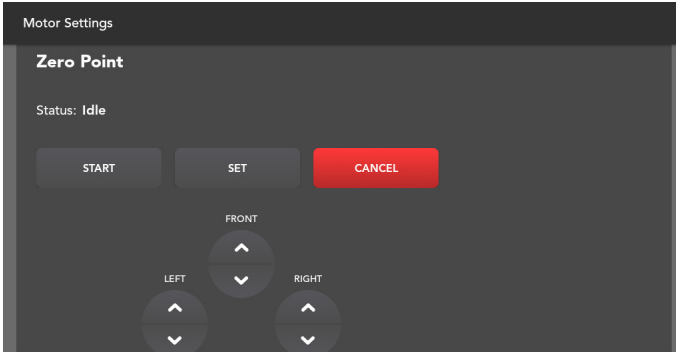 Motor Settings
Zero Point
Status: Idle
START SET CANCEL
FRONT
LEFT RIGHT